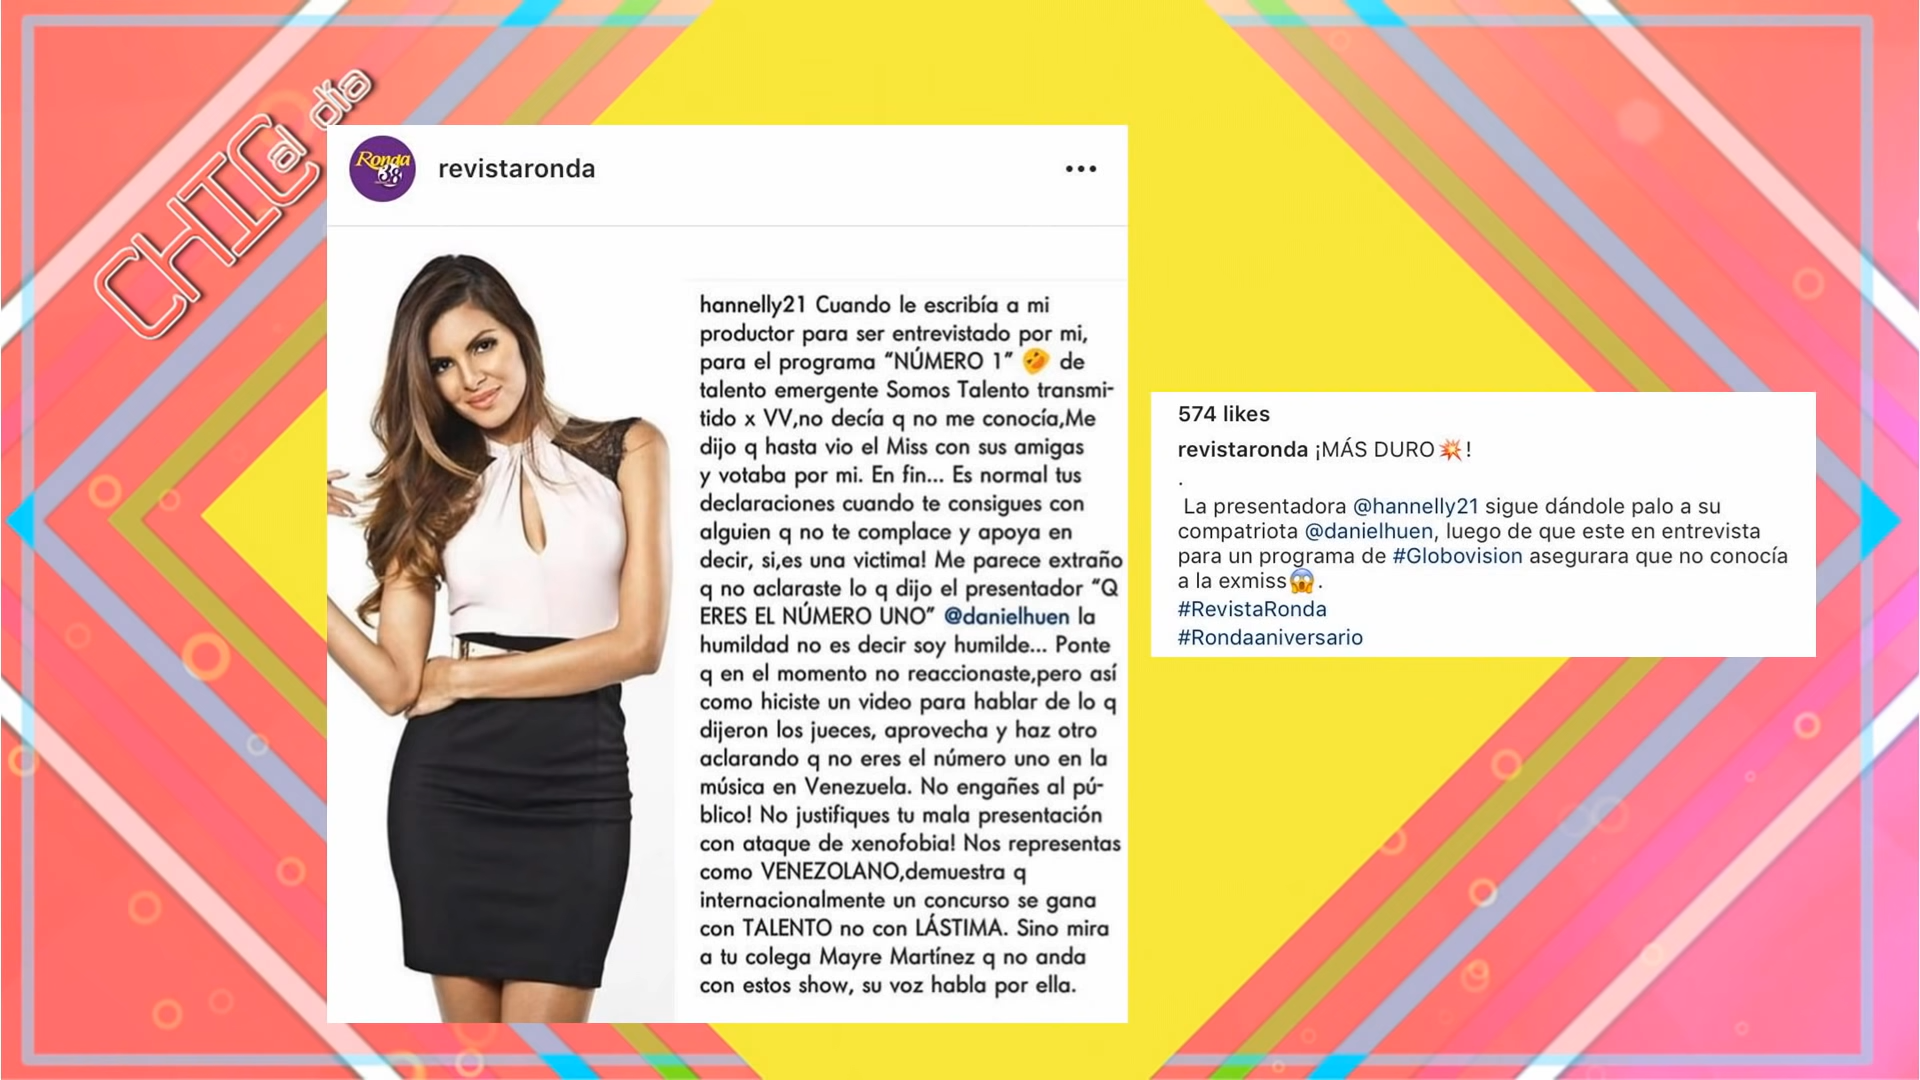 CHIC al día
Ronda
38
revistaronda
hannelly21 Cuando le escribía a mi
productor para ser entrevistado por mi,
para el programa “NÚMERO 1” 🤣 de
talento emergente Somos Talento transmi-
tido x VV,no decía q no me conocía,Me
dijo q hasta vio el Miss con sus amigas
y votaba por mi. En fin... Es normal tus
declaraciones cuando te consigues con
alguien q no te complace y apoya en
decir, si,es una victima! Me parece extraño
q no aclaraste lo q dijo el presentador “Q
ERES EL NÚMERO UNO” @danielhuen la
humildad no es decir soy humilde... Ponte
q en el momento no reaccionaste,pero así
como hiciste un video para hablar de lo q
dijeron los jueces, aprovecha y haz otro
aclarando q no eres el número uno en la
música en Venezuela. No engañes al pú-
blico! No justifiques tu mala presentación
con ataque de xenofobia! Nos representas
como VENEZOLANO,demuestra q
internacionalmente un concurso se gana
con TALENTO no con LÁSTIMA. Sino mira
a tu colega Mayre Martínez q no anda
con estos show, su voz habla por ella.
574 likes
revistaronda ¡MÁS DURO💥!
.
La presentadora @hannelly21 sigue dándole palo a su
compatriota @danielhuen, luego de que este en entrevista
para un programa de #Globovision asegurara que no conocía
a la exmiss😱.
#RevistaRonda
#Rondaaniversario